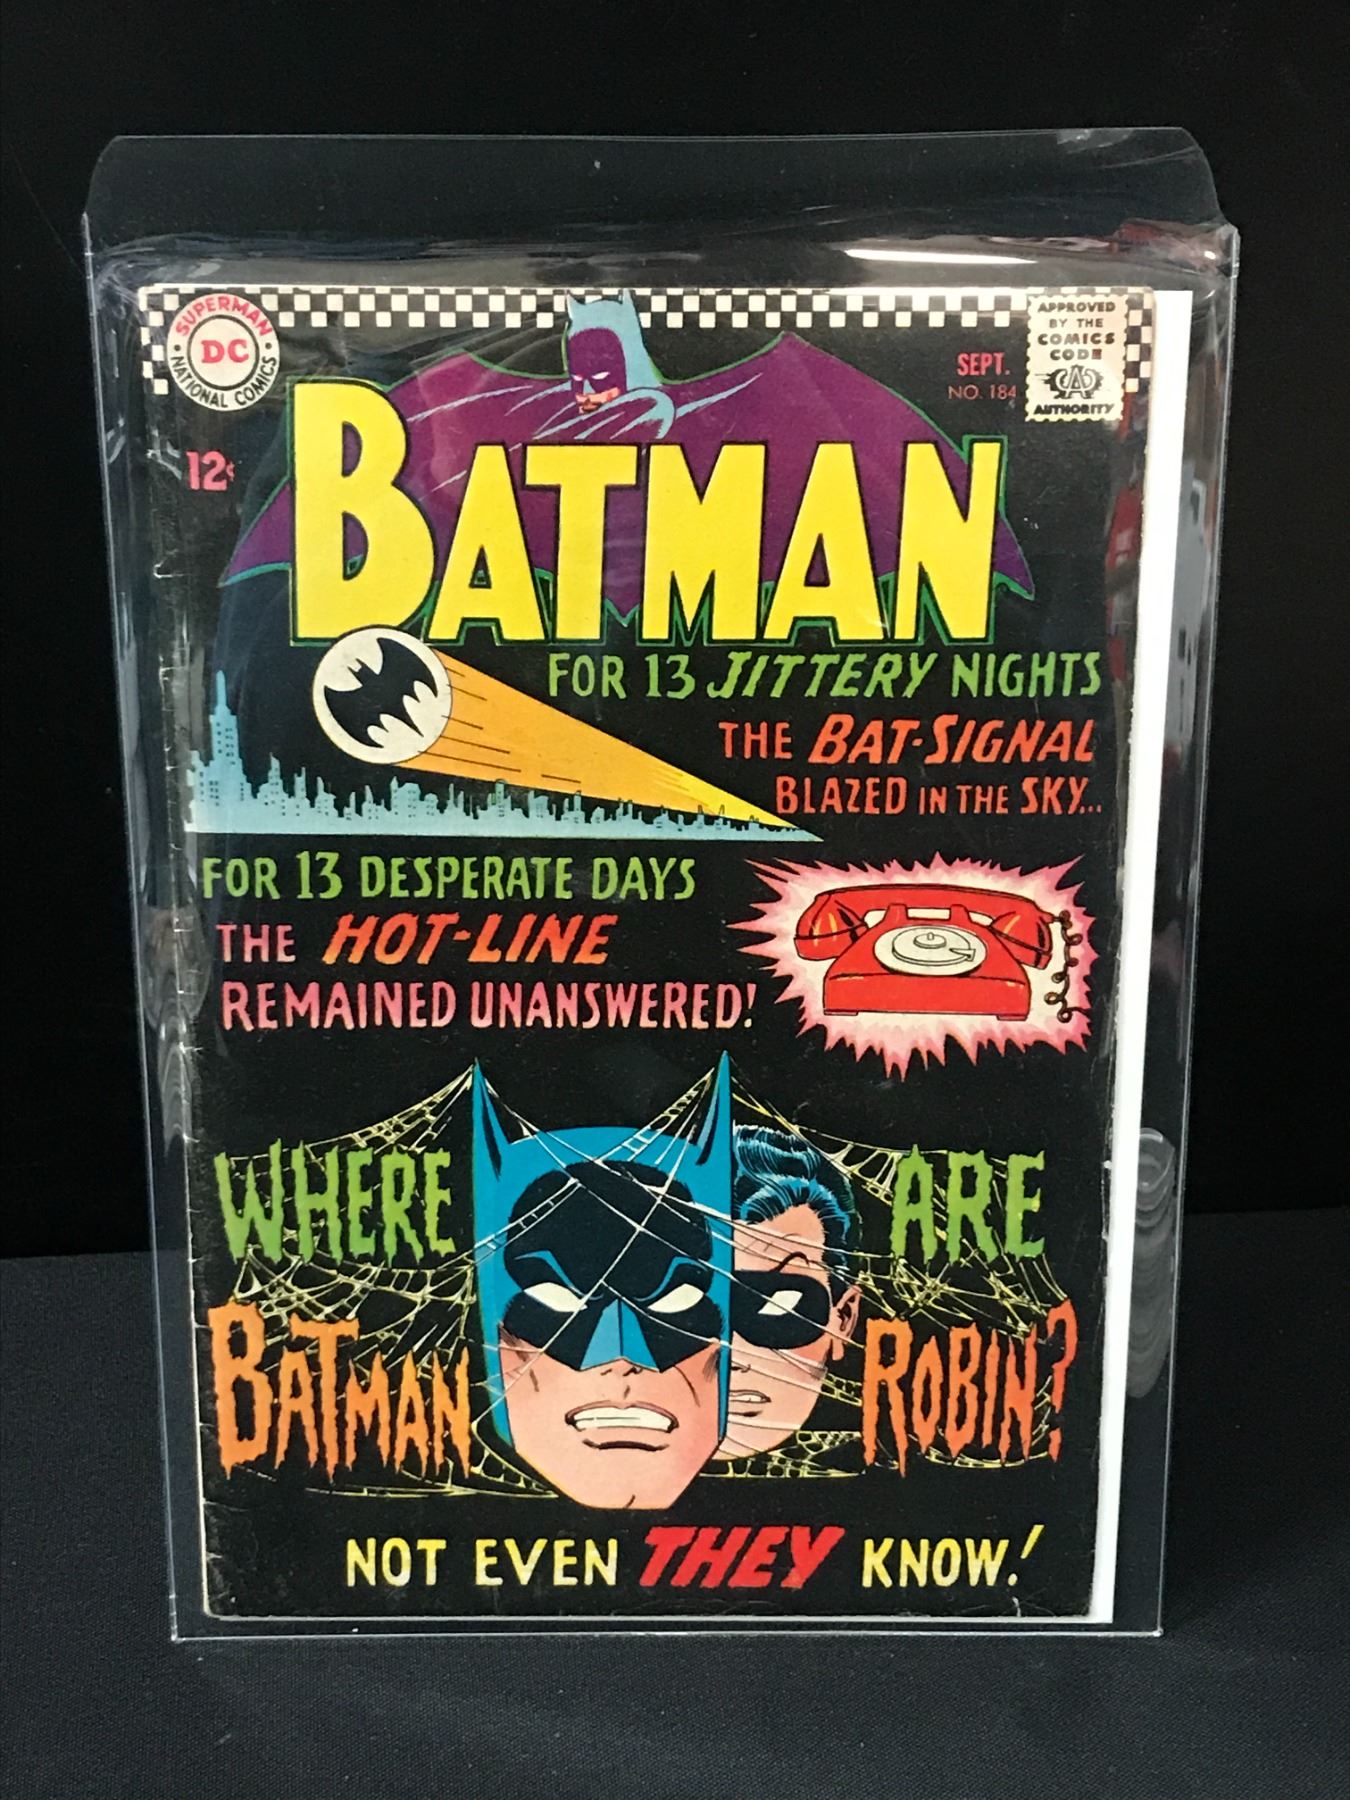 SUPERMAN
DC
NATIONAL COMICS
APPROVED
BY THE
COMICS
CODE
CA
AUTHORITY
SEPT.
NO. 184
12¢
BATMAN
FOR 13 JITTERY NIGHTS
THE BAT-SIGNAL
BLAZED IN THE SKY...
FOR 13 DESPERATE DAYS
THE HOT-LINE
REMAINED UNANSWERED!
WHERE ARE
BATMAN ROBIN?
NOT EVEN THEY KNOW!